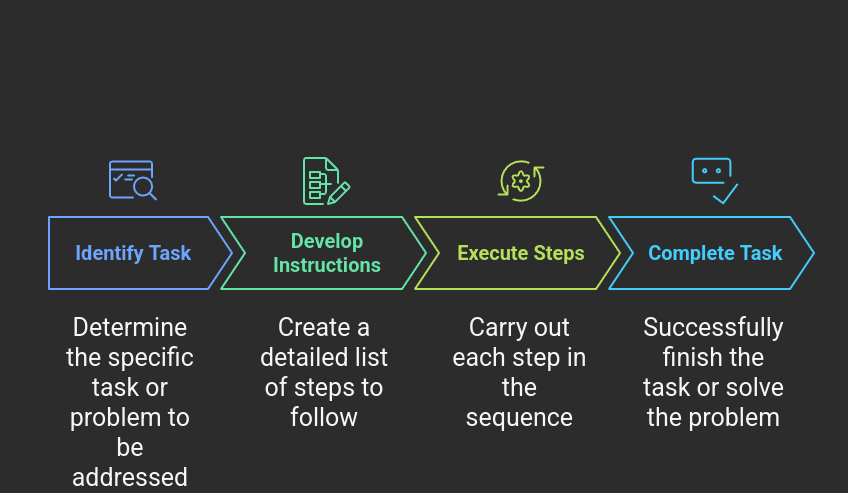 Identify Task
Develop
Instructions
Execute Steps
Complete Task
Determine
the specific
task or
problem to
be
addressed
Create a
detailed list
of steps to
follow
Carry out
each step in
the
sequence
Successfully
finish the
task or solve
the problem